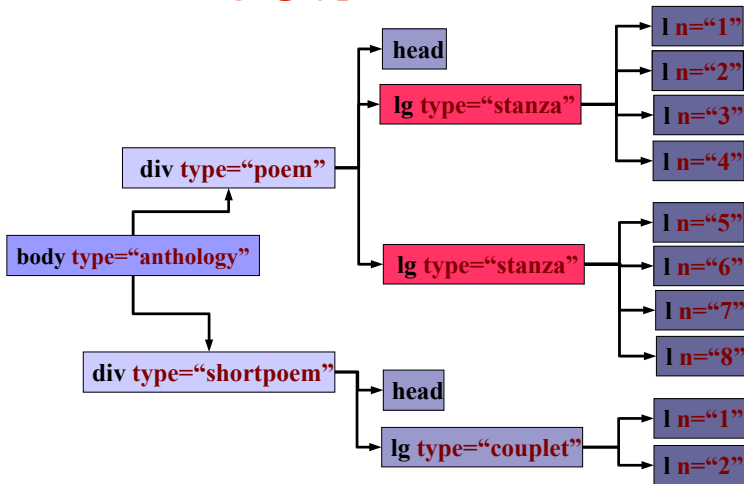 head
l n=“1”
l n=“2”
lg type=“stanza”
l n=“3”
l n=“4”
div type=“poem”
l n=“5”
body type=“anthology”
lg type=“stanza”
l n=“6”
l n=“7”
l n=“8”
div type=“shortpoem”
head
l n=“1”
lg type=“couplet”
l n=“2”